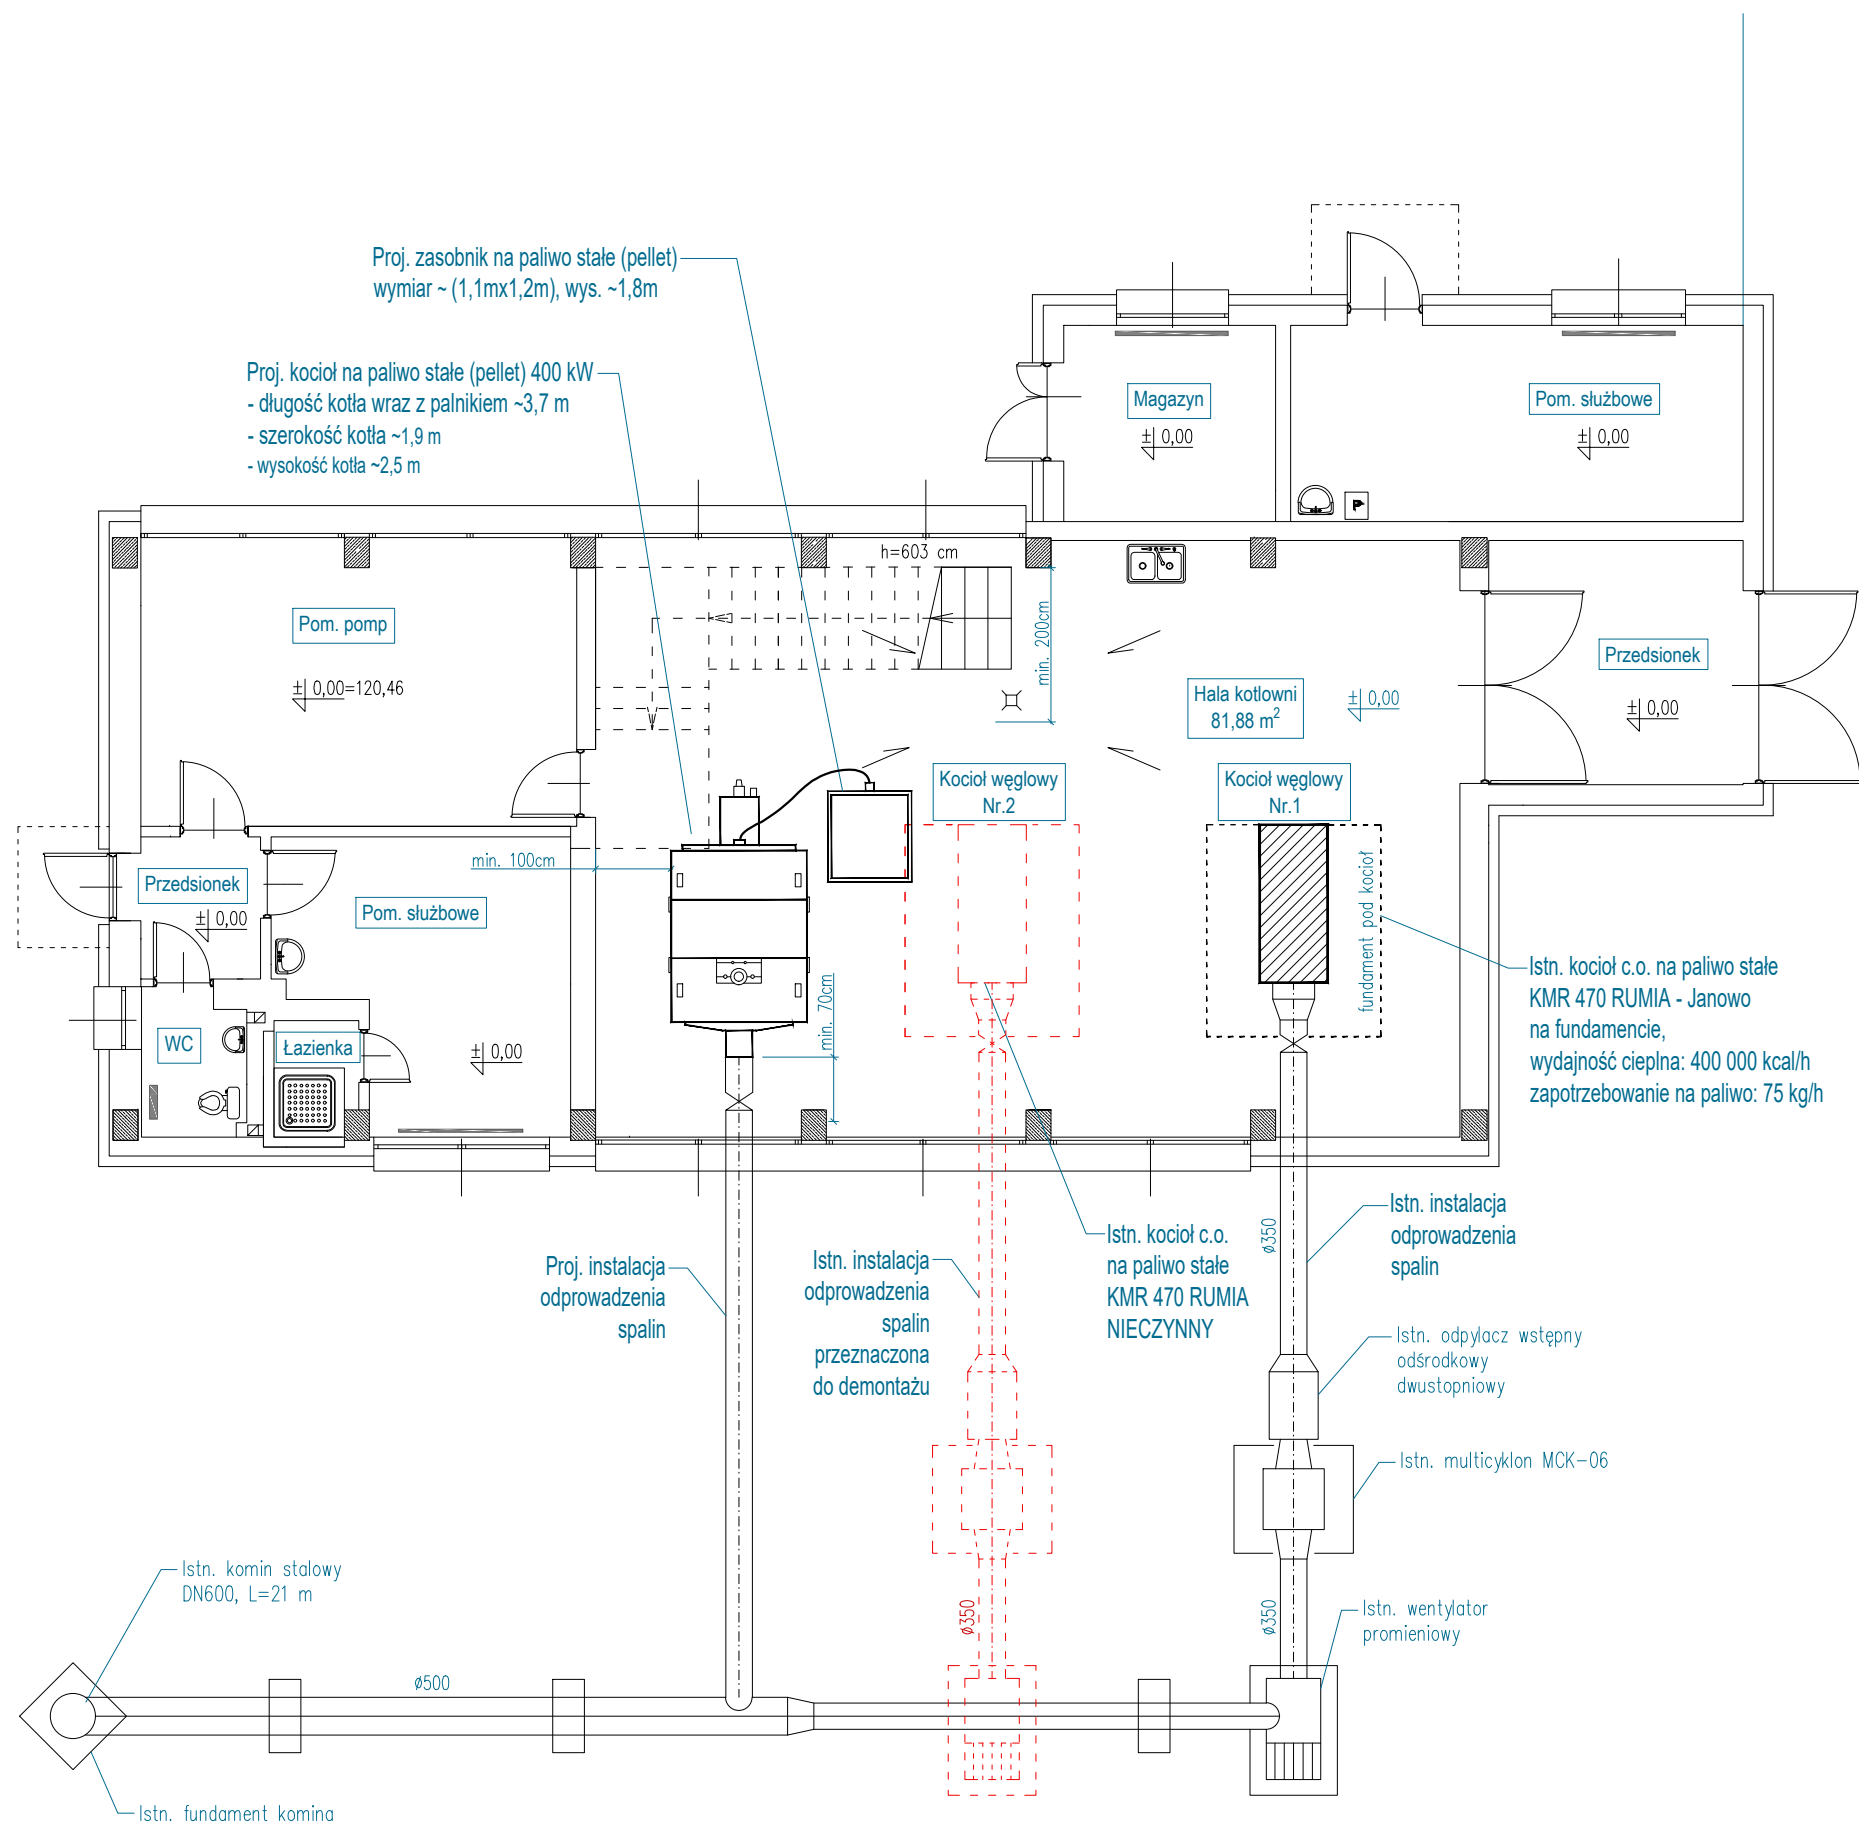 Proj. zasobnik na paliwo stałe (pellet)
wymiar ~ (1,1mx1,2m), wys. ~1,8m
Proj. kocioł na paliwo stałe (pellet) 400 kW
- długość kotła wraz z palnikiem ~3,7 m
- szerokość kotła ~1,9 m
- wysokość kotła ~2,5 m
Magazyn
± 0,00
Pom. służbowe
± 0,00
h=603 cm
Pom. pomp
± 0,00=120,46
min. 200cm
Hala kotłowni
81,88 m²
± 0,00
Przedsionek
± 0,00
Kocioł węglowy
Nr.2
Kocioł węglowy
Nr.1
min. 100cm
fundament pod kocioł
Przedsionek
± 0,00
Pom. służbowe
± 0,00
min. 70cm
WC
Łazienka
Istn. kocioł c.o. na paliwo stałe
KMR 470 RUMIA - Janowo
na fundamencie,
wydajność cieplna: 400 000 kcal/h
zapotrzebowanie na paliwo: 75 kg/h
Proj. instalacja
odprowadzenia
spalin
Istn. instalacja
odprowadzenia
spalin
przeznaczona
do demontażu
Istn. kocioł c.o.
na paliwo stałe
KMR 470 RUMIA
NIECZYNNY
ø350
Istn. instalacja
odprowadzenia
spalin
Istn. odpylacz wstępny
odśrodkowy
dwustopniowy
Istn. multicyklon MCK-06
Istn. komin stalowy
DN600, L=21 m
ø350
ø350
Istn. wentylator
promieniowy
ø500
Istn. fundament komina